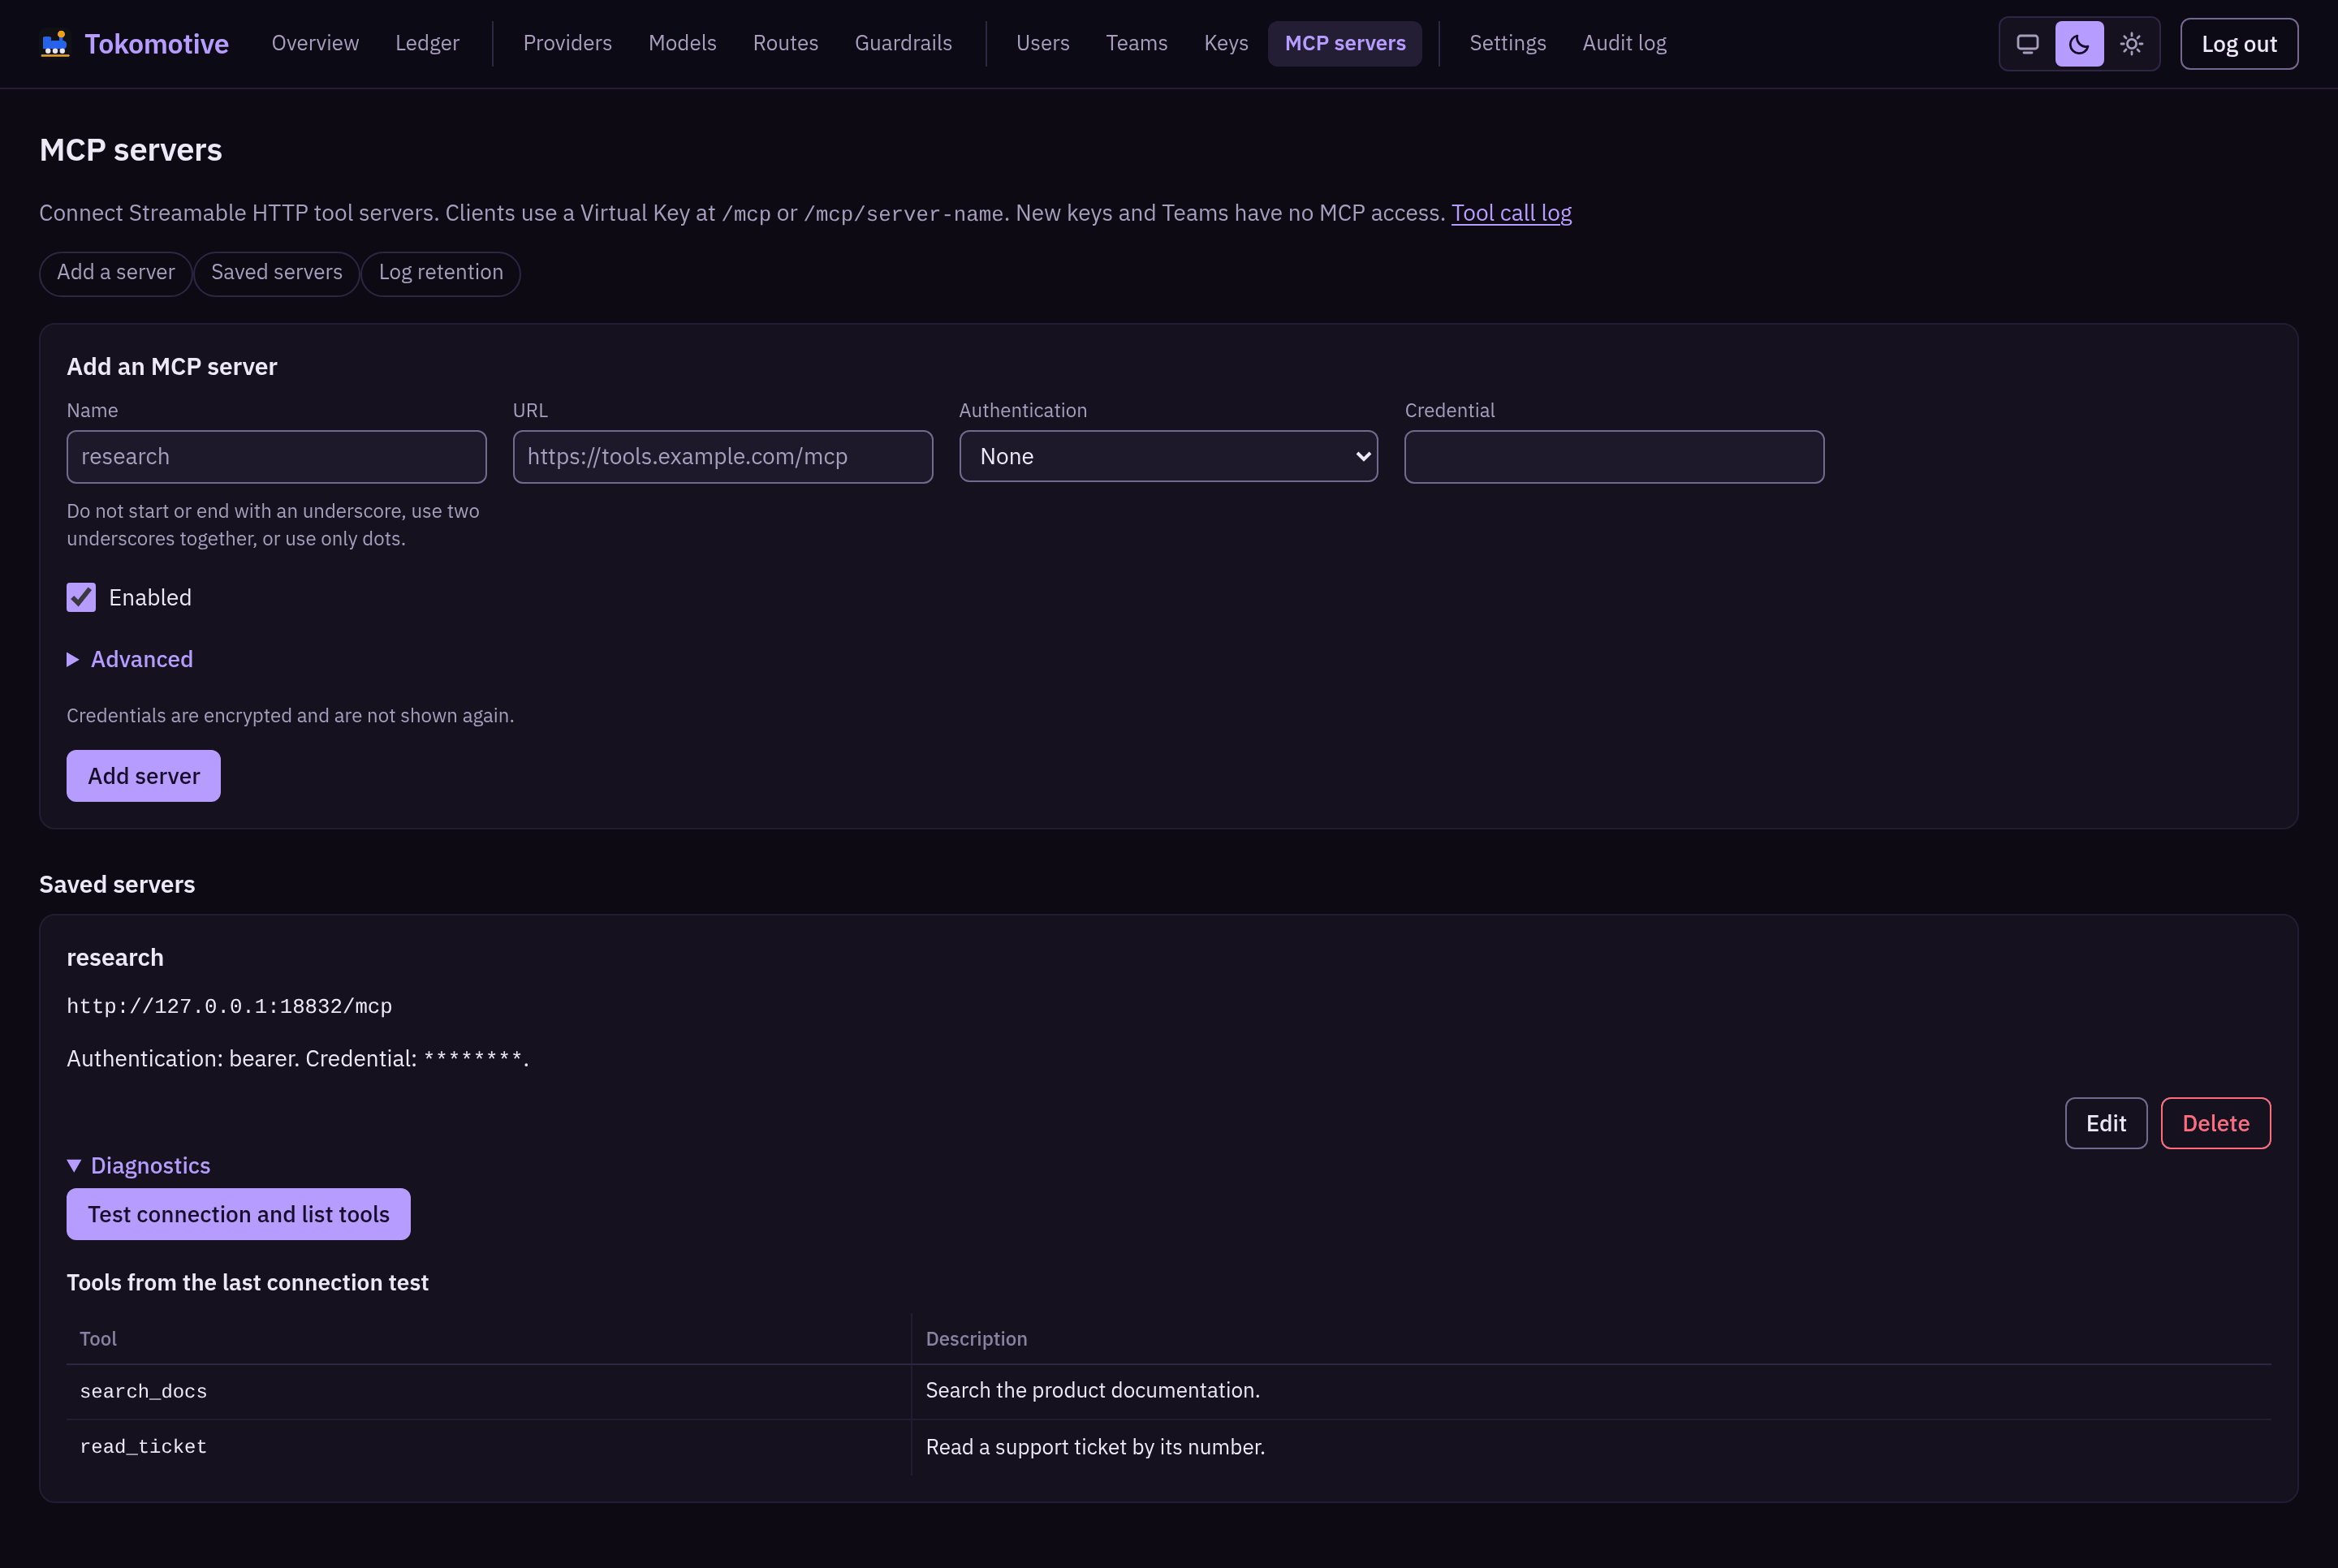 Tokomotive Overview Ledger Providers Models Routes Guardrails Users Teams Keys MCP servers Settings Audit log Log out
MCP servers
Connect Streamable HTTP tool servers. Clients use a Virtual Key at /mcp or /mcp/server-name. New keys and Teams have no MCP access. Tool call log
Add a server Saved servers Log retention
Add an MCP server
Name URL Authentication Credential
research https://tools.example.com/mcp None
Do not start or end with an underscore, use two
underscores together, or use only dots.
Enabled
Advanced
Credentials are encrypted and are not shown again.
Add server
Saved servers
research
http://127.0.0.1:18832/mcp
Authentication: bearer. Credential: ********.
Edit Delete
Diagnostics
Test connection and list tools
Tools from the last connection test
Tool Description
search_docs Search the product documentation.
read_ticket Read a support ticket by its number.